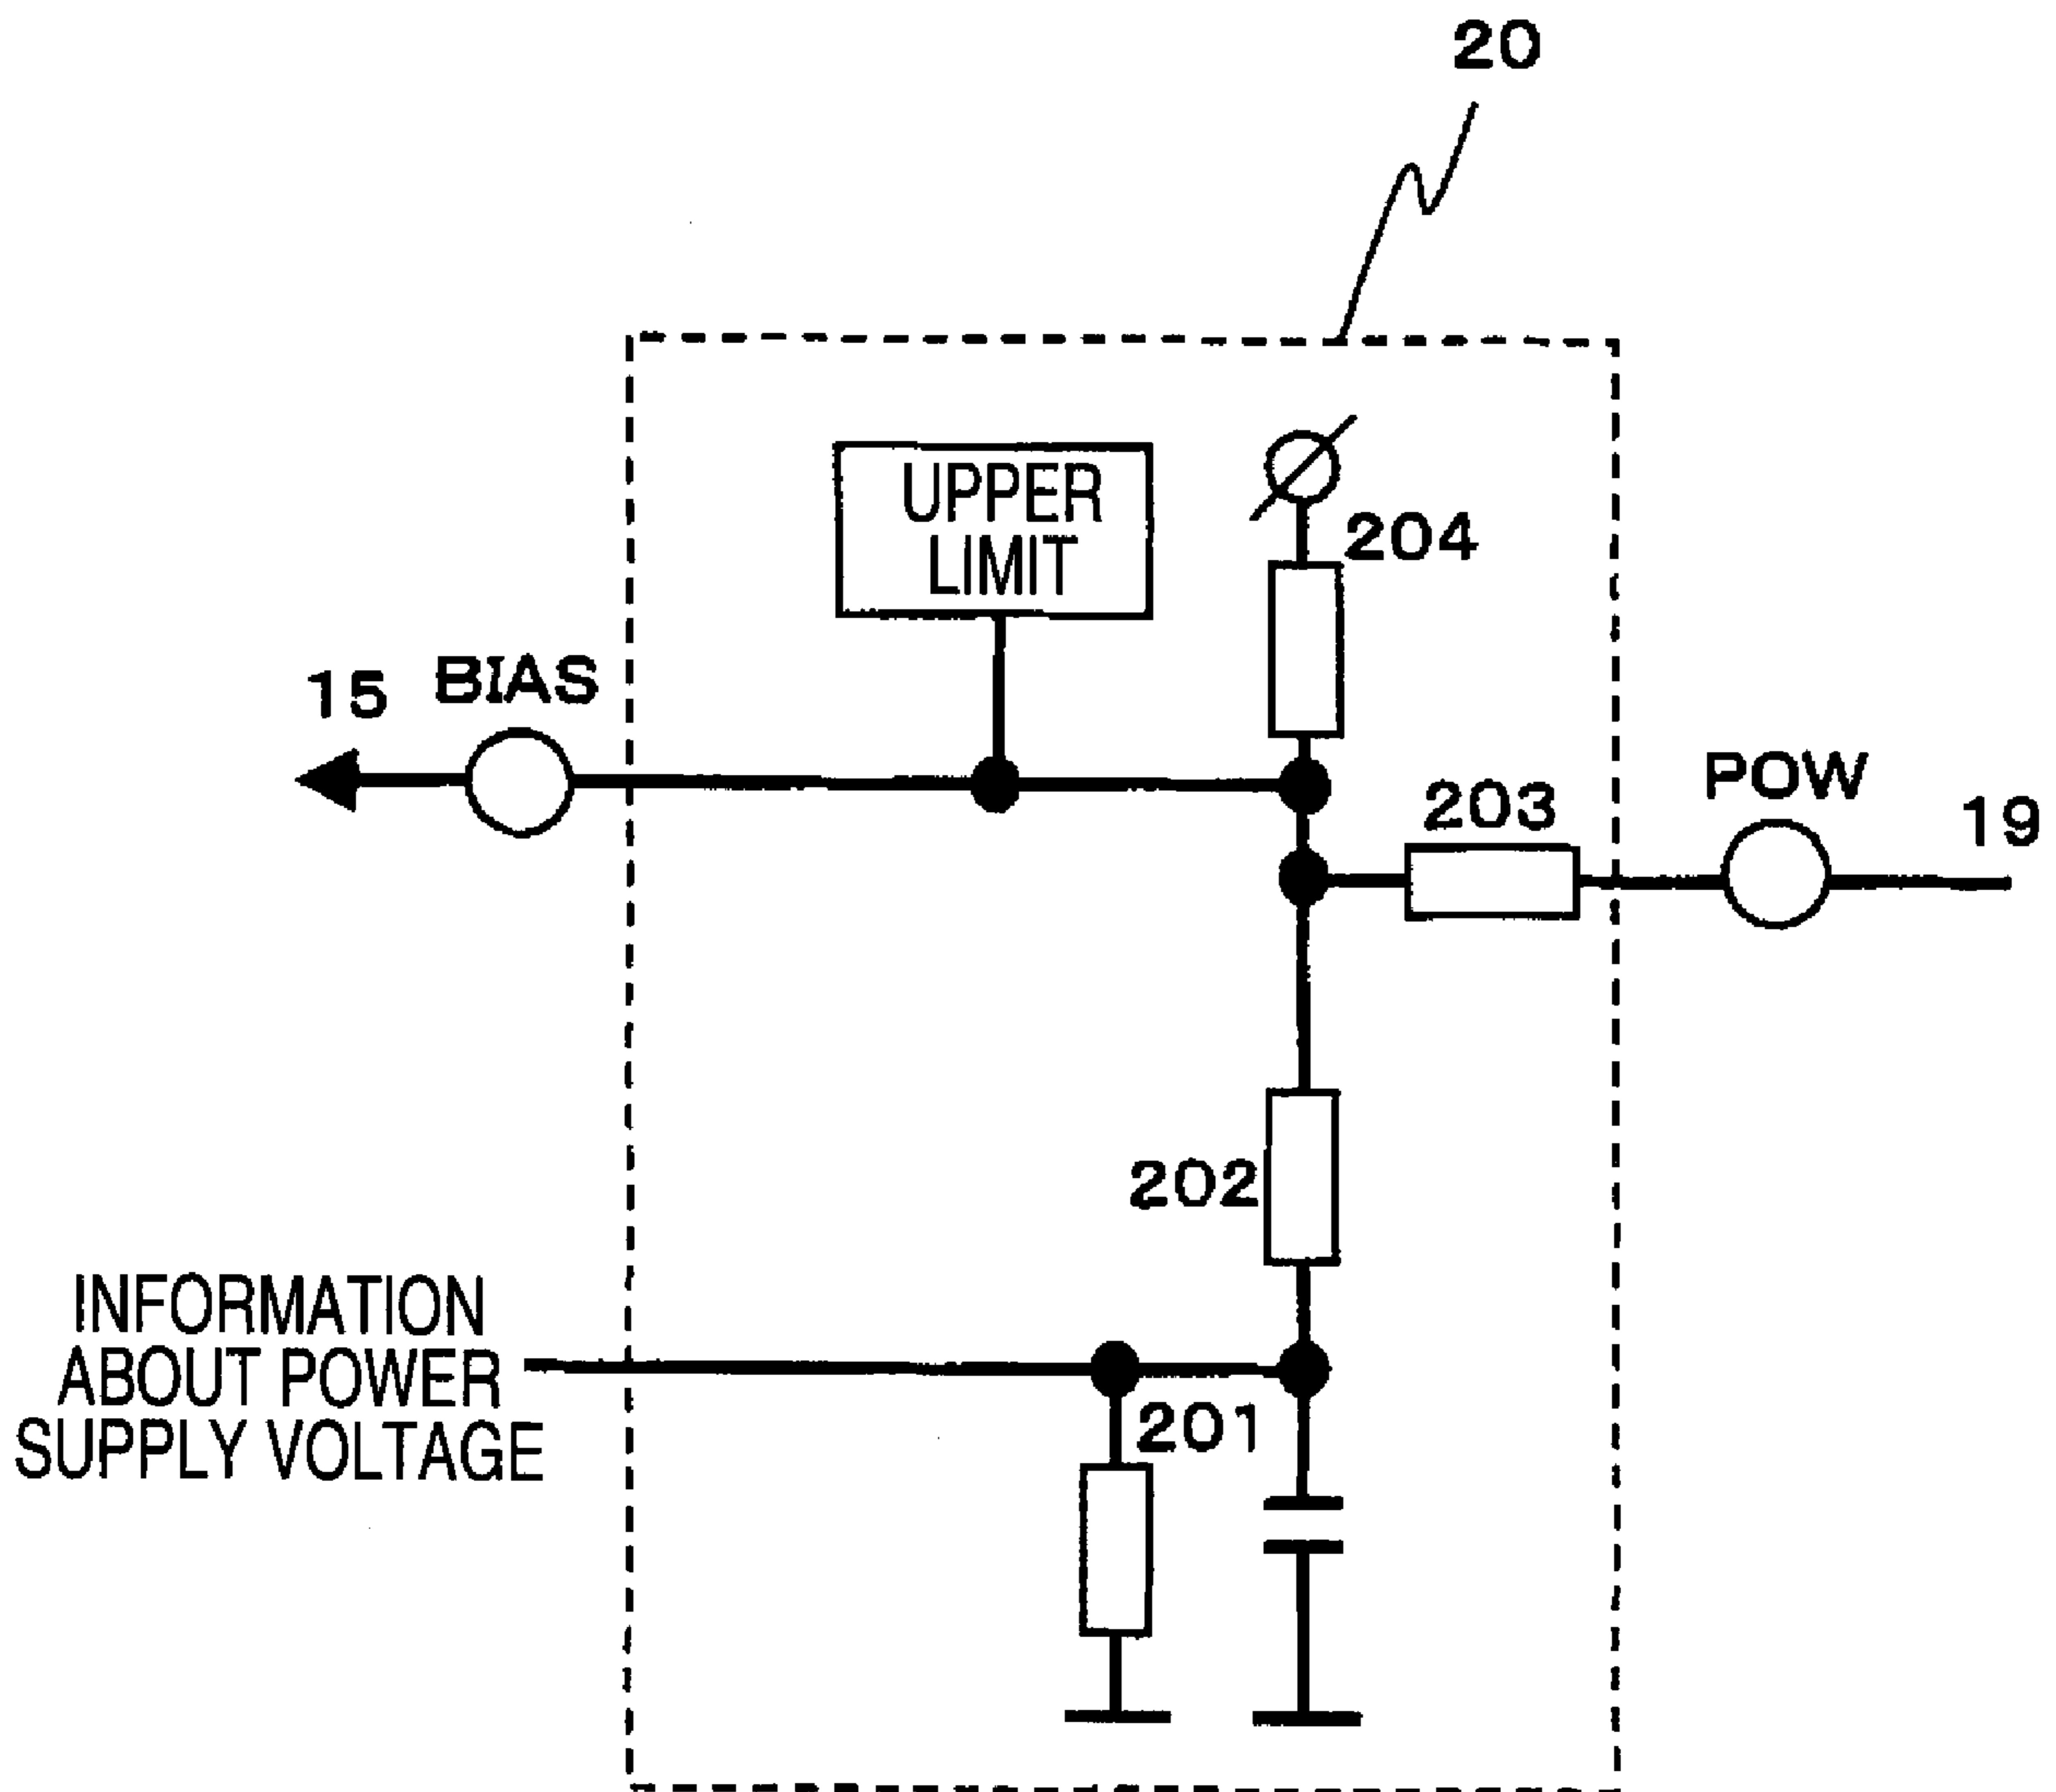 20
UPPER
LIMIT
204
15 BIAS
203
POW
19
202
INFORMATION
ABOUT POWER
SUPPLY VOLTAGE
201